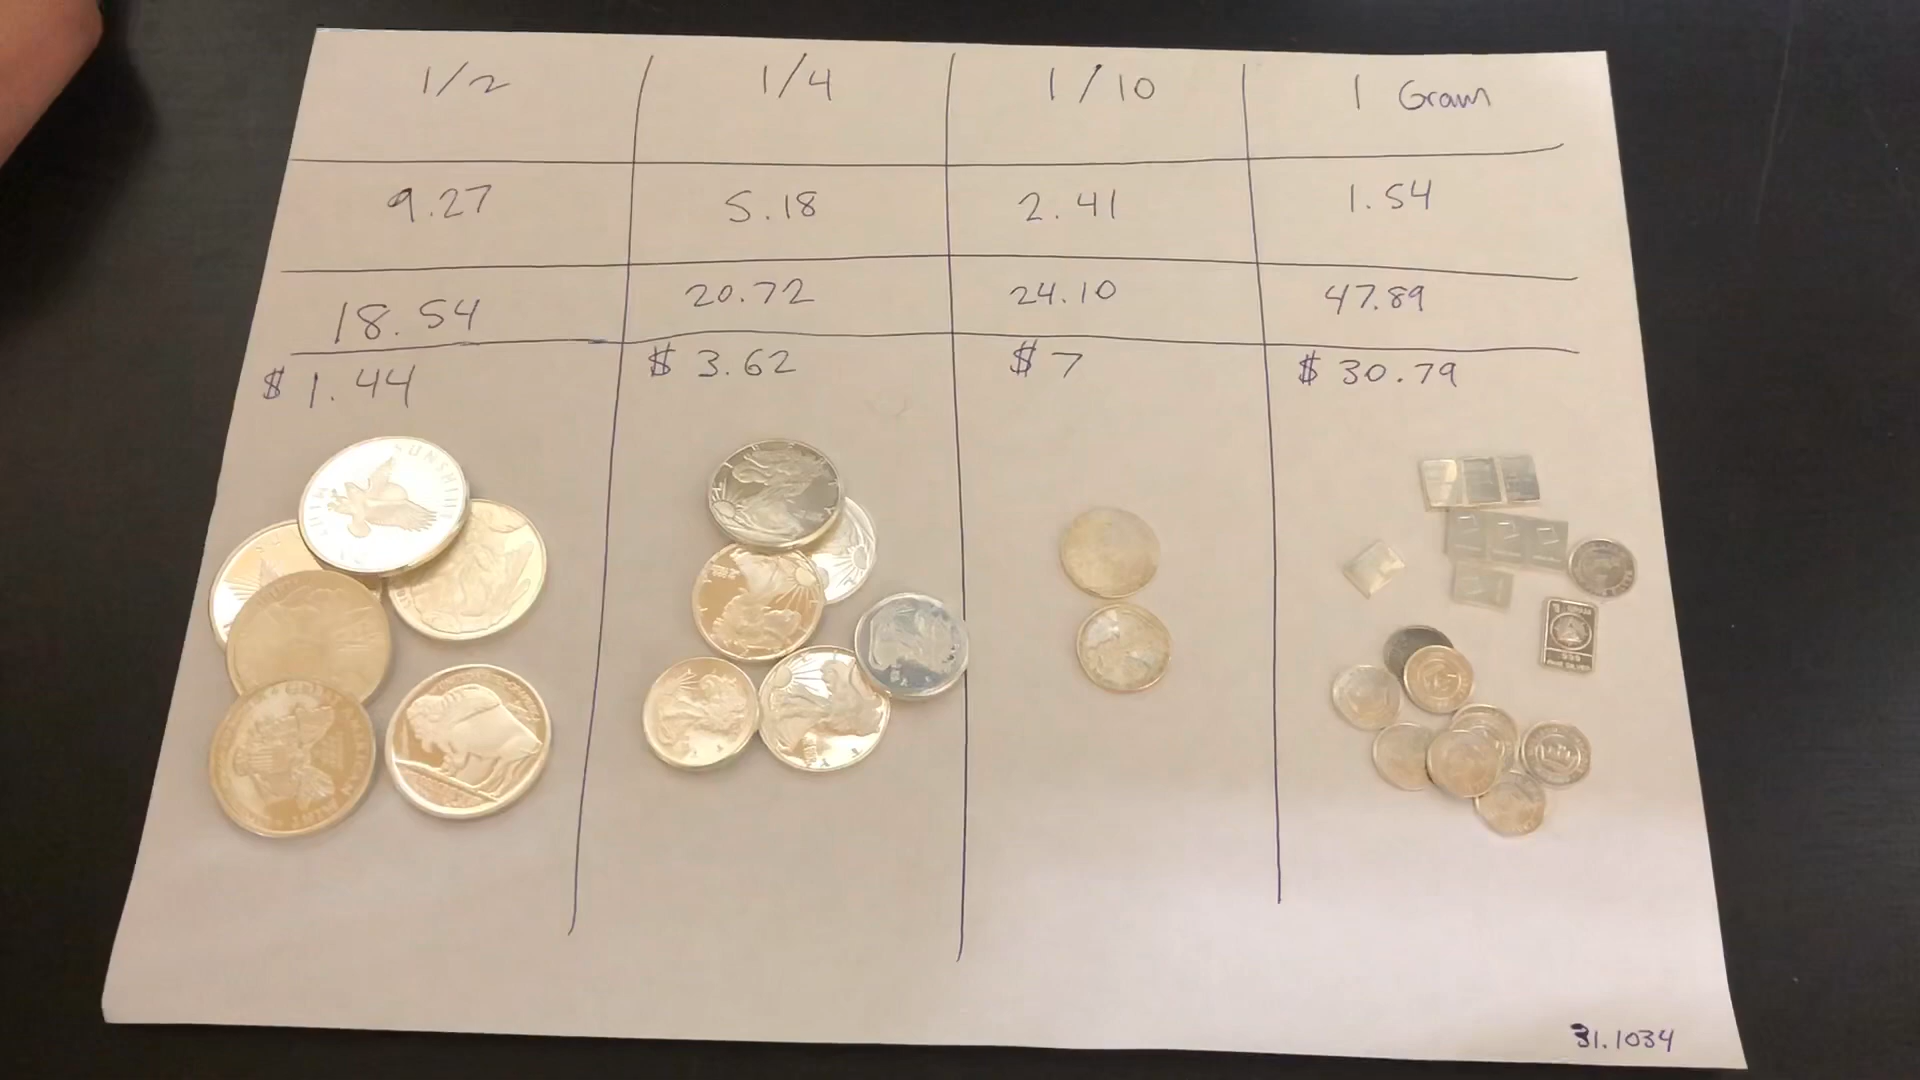 1/2 1/4 1/10 1 Gram
9.27 5.18 2.41 1.54
18.54 20.72 24.10 47.89
$ 1.44 $ 3.62 $ 7 $ 30.79
SUNSHINE
31.1034